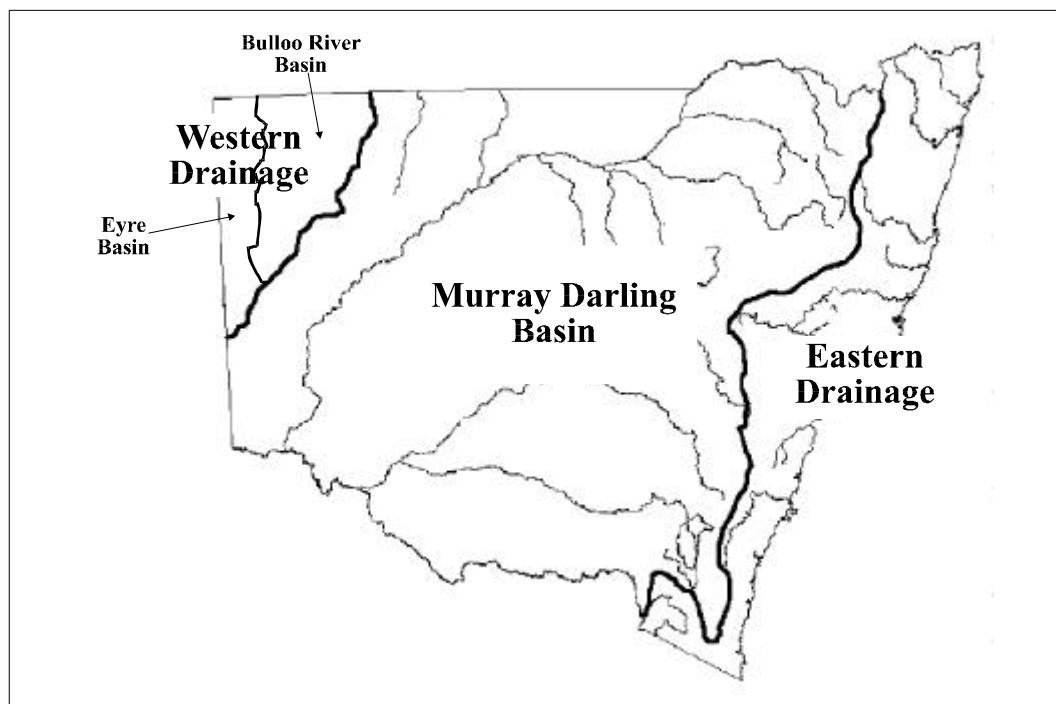 Bulloo River
Basin
Western
Drainage
Eyre
Basin
Murray Darling
Basin
Eastern
Drainage